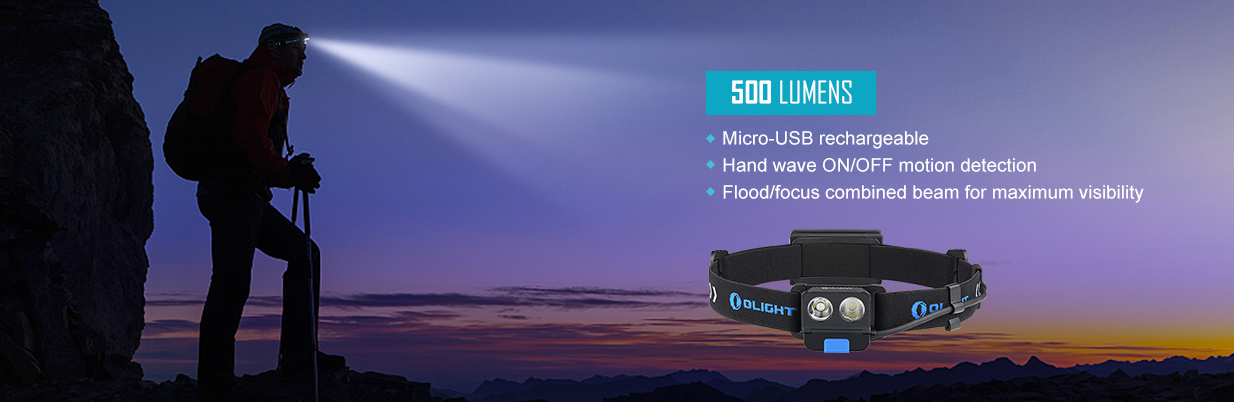 500 LUMENS
Micro-USB rechargeable
Hand wave ON/OFF motion detection
Flood/focus combined beam for maximum visibility
OLIGHT